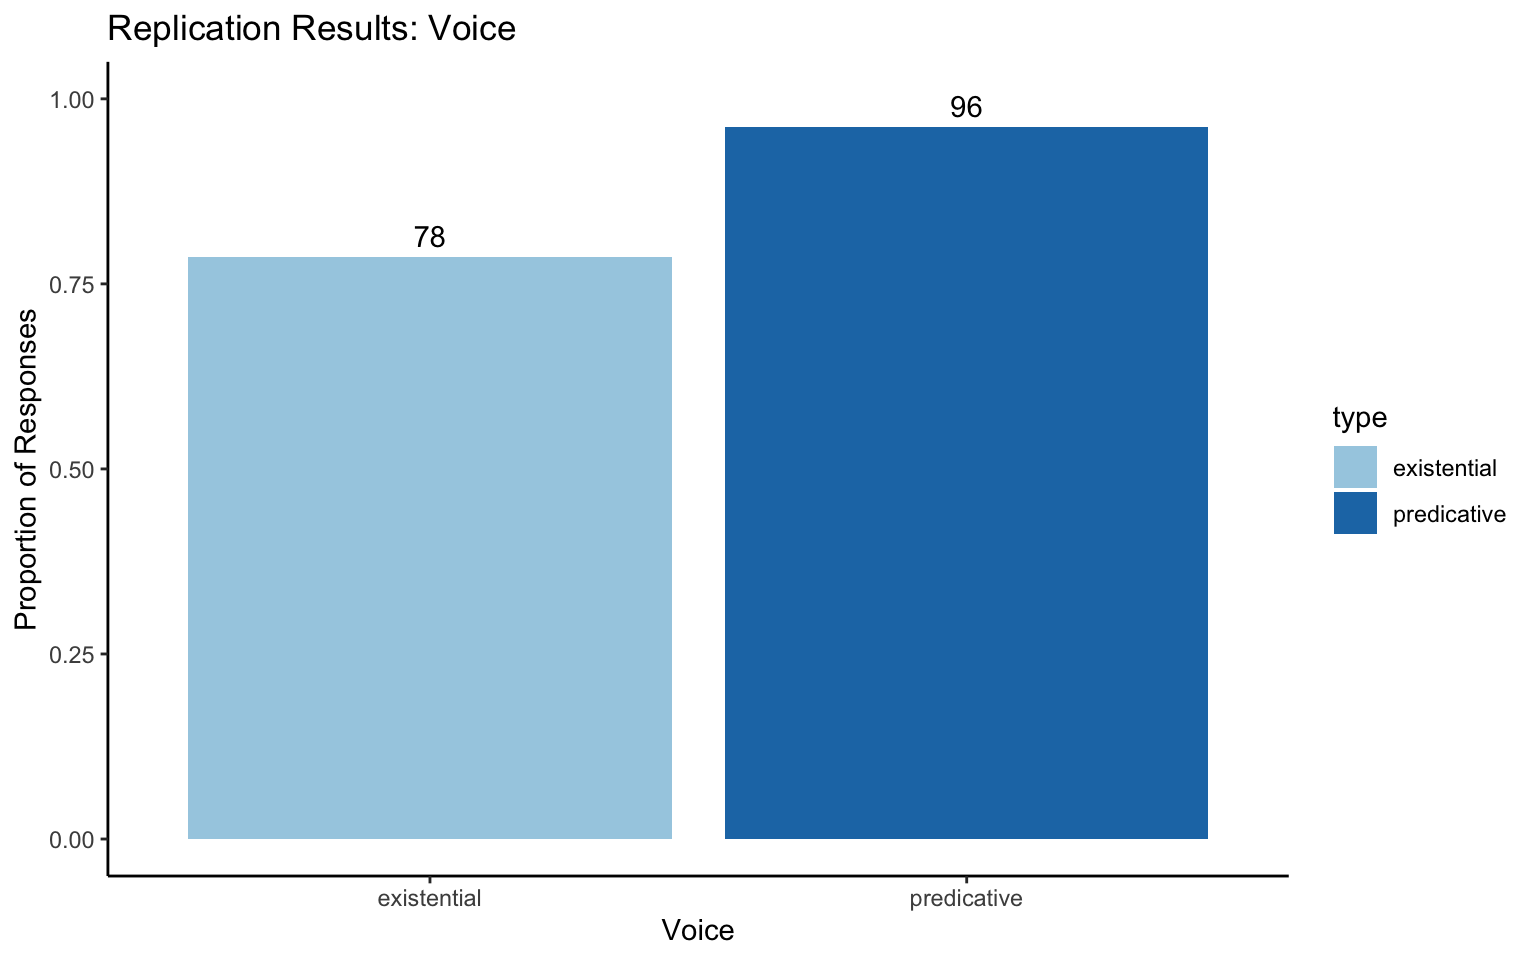 Replication Results: Voice
Proportion of Responses
1.00
0.75
0.50
0.25
0.00
78
96
existential
predicative
Voice
type
existential
predicative